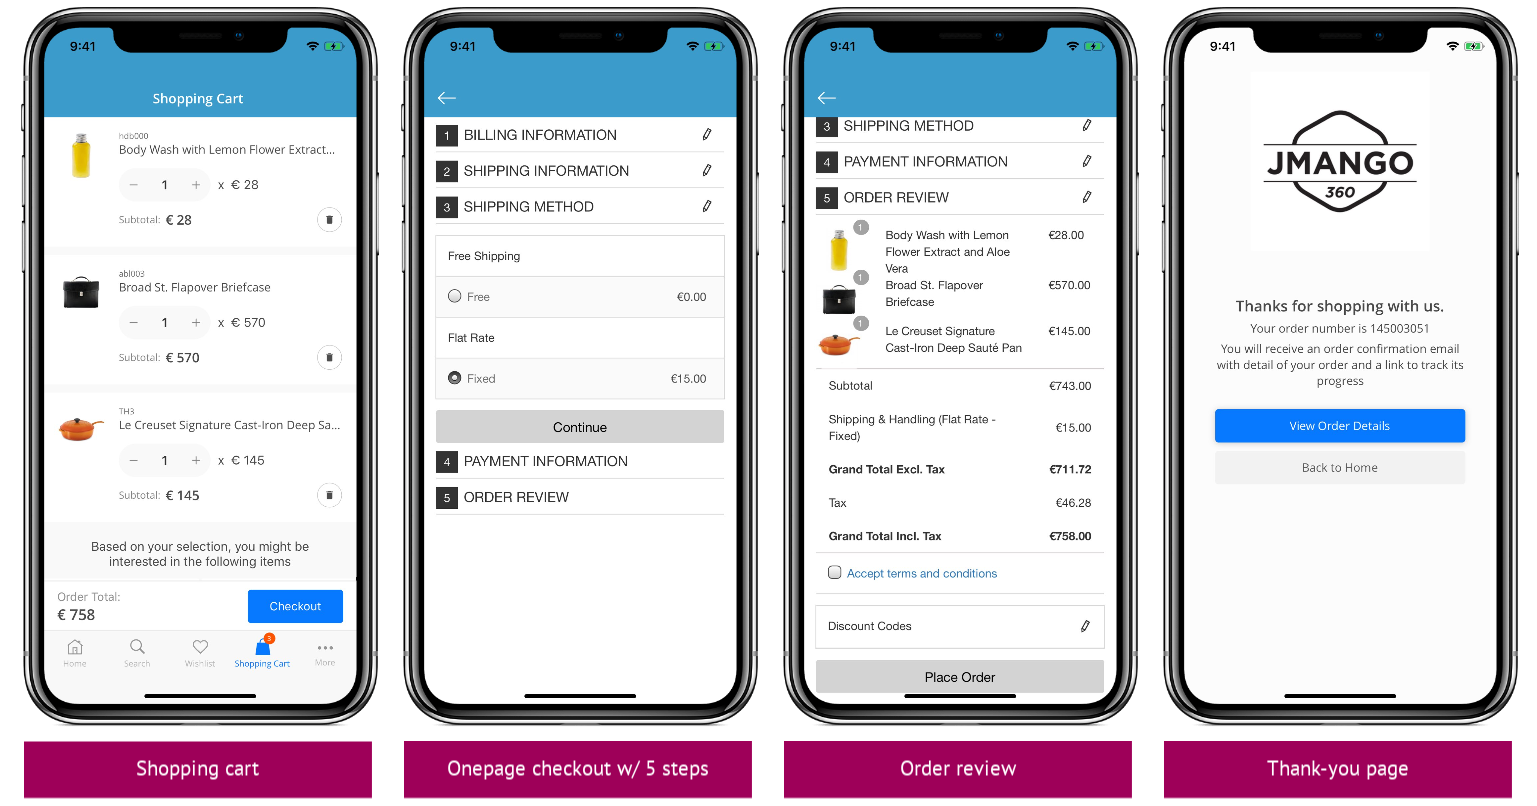 9:41
Shopping Cart
hdb000
Body Wash with Lemon Flower Extract...
− 1 + x € 28
Subtotal: € 28
abl003
Broad St. Flapover Briefcase
− 1 + x € 570
Subtotal: € 570
TH3
Le Creuset Signature Cast-Iron Deep Sa...
− 1 + x € 145
Subtotal: € 145
Based on your selection, you might be
interested in the following items
Order Total:
€ 758
Checkout
3
Home Search Wishlist Shopping Cart More
Shopping cart
9:41
1 BILLING INFORMATION
2 SHIPPING INFORMATION
3 SHIPPING METHOD
Free Shipping
Free €0.00
Flat Rate
Fixed €15.00
Continue
4 PAYMENT INFORMATION
5 ORDER REVIEW
Onepage checkout w/ 5 steps
9:41
3 SHIPPING METHOD
4 PAYMENT INFORMATION
5 ORDER REVIEW
1
Body Wash with Lemon €28.00
Flower Extract and Aloe
Vera
1
Broad St. Flapover €570.00
Briefcase
1
Le Creuset Signature €145.00
Cast-Iron Deep Sauté Pan
Subtotal €743.00
Shipping & Handling (Flat Rate - €15.00
Fixed)
Grand Total Excl. Tax €711.72
Tax €46.28
Grand Total Incl. Tax €758.00
Accept terms and conditions
Discount Codes
Place Order
Order review
9:41
JMANGO
360
Thanks for shopping with us.
Your order number is 145003051
You will receive an order confirmation email
with detail of your order and a link to track its
progress
View Order Details
Back to Home
Thank-you page